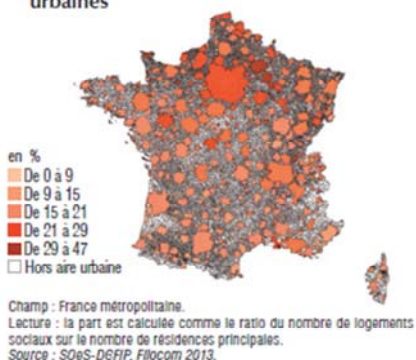 urbaines
en %
De 0 à 9
De 9 à 15
De 15 à 21
De 21 à 29
De 29 à 47
Hors aire urbaine
Champ : France métropolitaine.
Lecture : la part est calculée comme le ratio du nombre de logements
sociaux sur le nombre de résidences principales.
Source : SOeS-DGFIP, Filocom 2013.